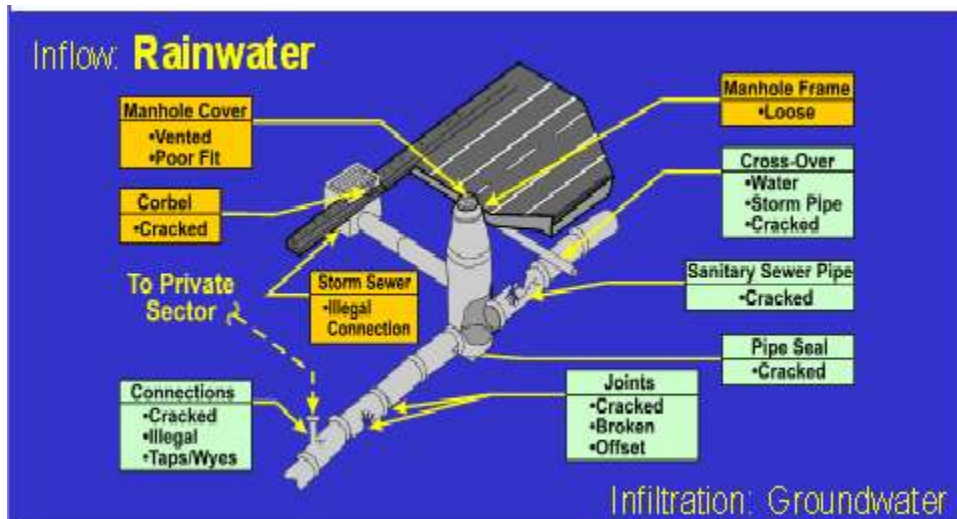 Inflow: Rainwater
Manhole Cover
•Vented
•Poor Fit
Manhole Frame
•Loose
Corbel
•Cracked
Cross-Over
•Water
•Storm Pipe
•Cracked
To Private
Sector
Storm Sewer
•Illegal
Connection
Sanitary Sewer Pipe
•Cracked
Pipe Seal
•Cracked
Connections
•Cracked
•Illegal
•Taps/Wyes
Joints
•Cracked
•Broken
•Offset
Infiltration: Groundwater